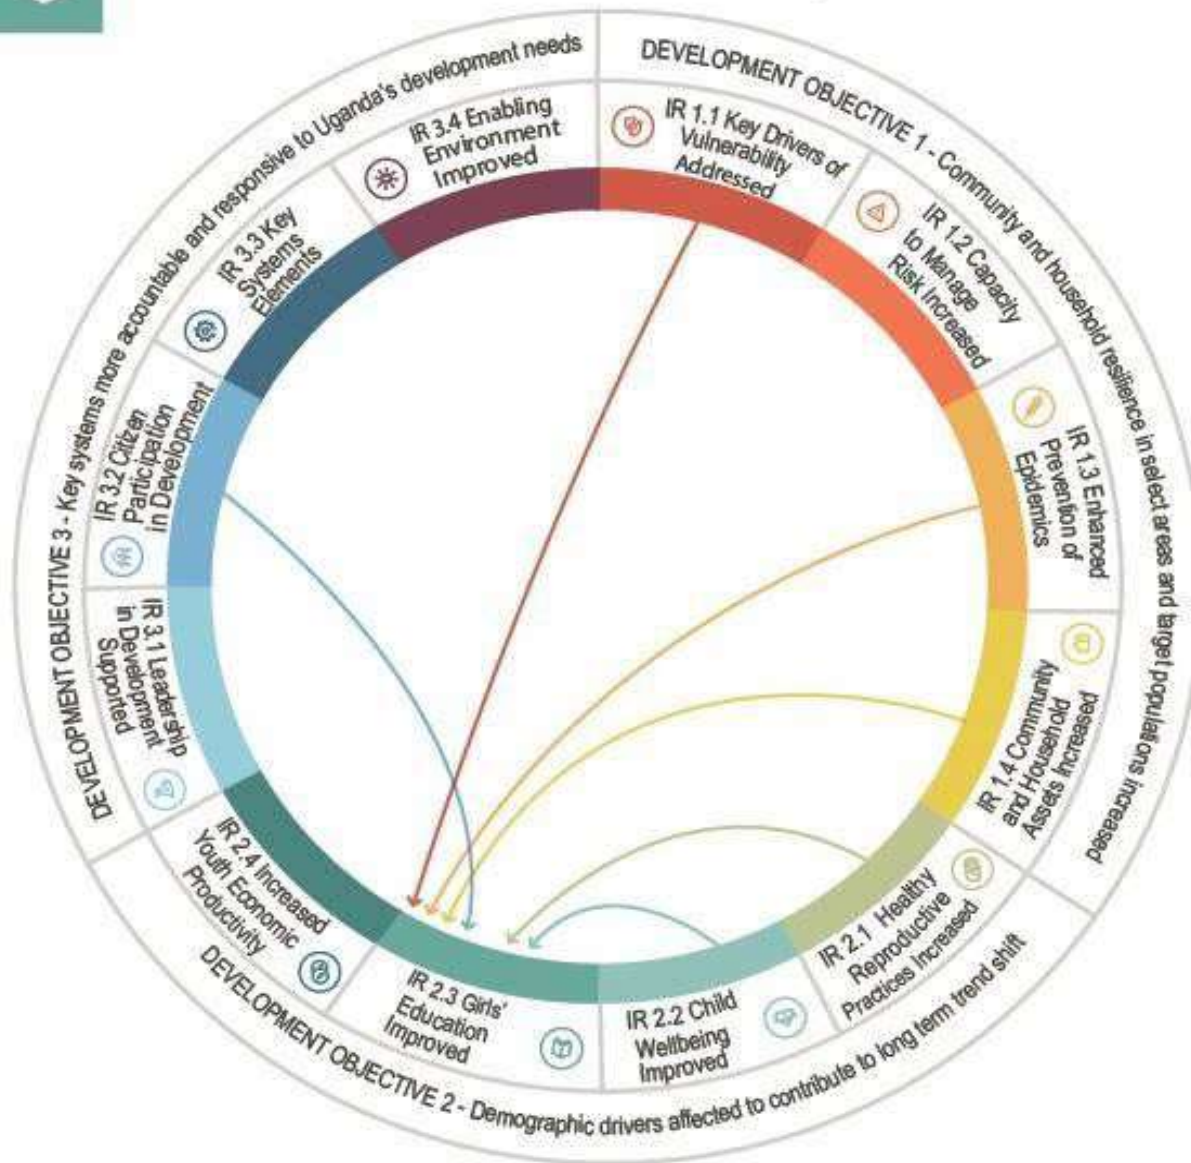 DEVELOPMENT OBJECTIVE 1 - Community and household resilience in select areas and target populations increased
IR 1.1 Key Drivers of
Vulnerability
Addressed
IR 1.2 Capacity
to Manage
Risk Increased
IR 1.3 Enhanced
Prevention of
Epidemics
IR 1.4 Community
and Household
Assets Increased
DEVELOPMENT OBJECTIVE 2 - Demographic drivers affected to contribute to long term trend shift
IR 2.1 Healthy
Reproductive
Practices Increased
IR 2.2 Child
Wellbeing
Improved
IR 2.3 Girls'
Education
Improved
IR 2.4 Increased
Youth Economic
Productivity
DEVELOPMENT OBJECTIVE 3 - Key systems more accountable and responsive to Uganda's development needs
IR 3.1 Leadership
in Development
Supported
IR 3.2 Citizen
Participation
in Development
IR 3.3 Key
Systems
Elements
IR 3.4 Enabling
Environment
Improved